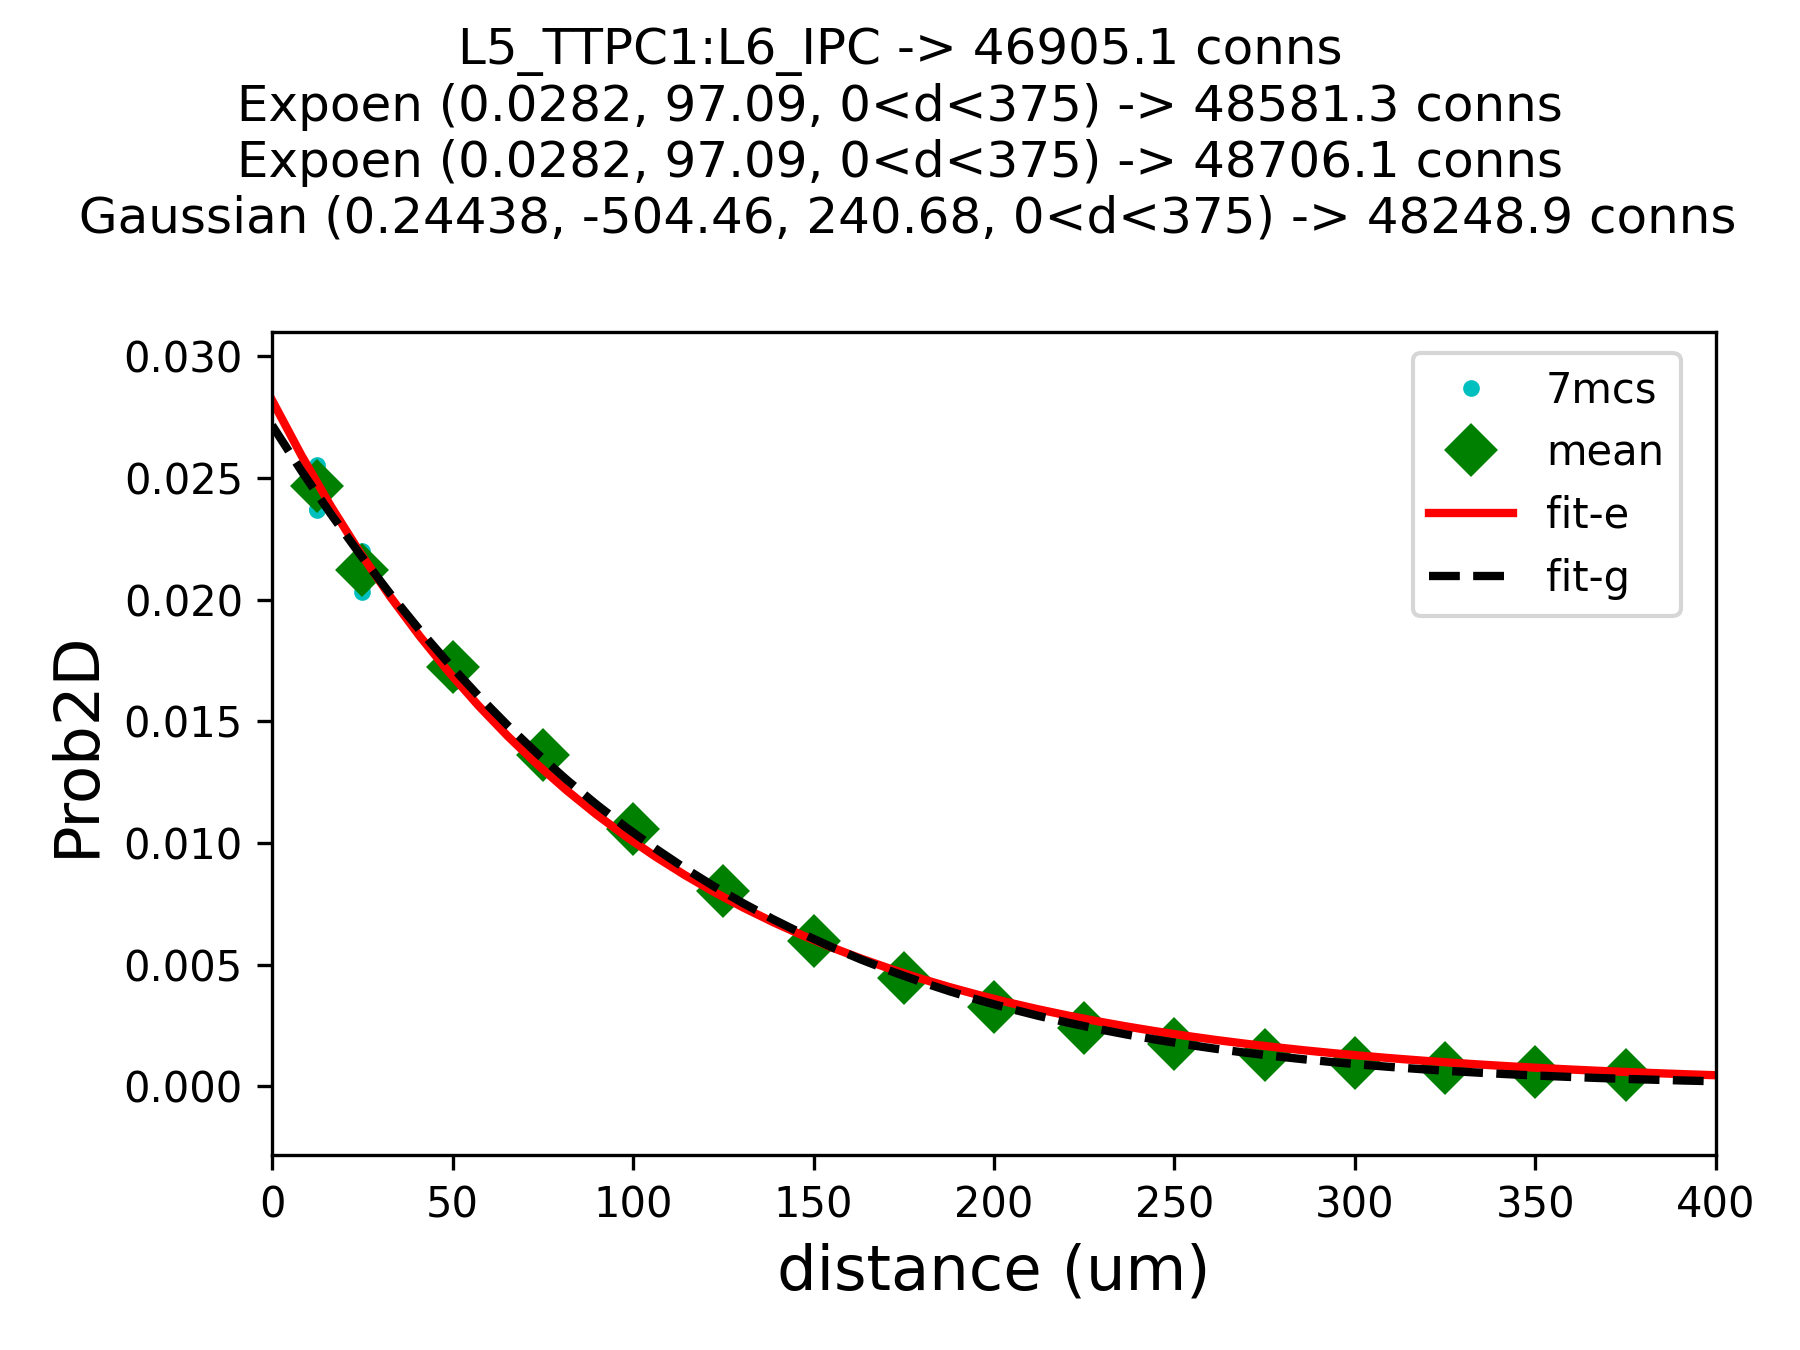 L5_TTPC1:L6_IPC -> 46905.1 conns
Expoen (0.0282, 97.09, 0<d<375) -> 48581.3 conns
Expoen (0.0282, 97.09, 0<d<375) -> 48706.1 conns
Gaussian (0.24438, -504.46, 240.68, 0<d<375) -> 48248.9 conns
0.030
0.025
0.020
0.015
0.010
0.005
0.000
Prob2D
7mcs
mean
fit-e
fit-g
0 50 100 150 200 250 300 350 400
distance (um)